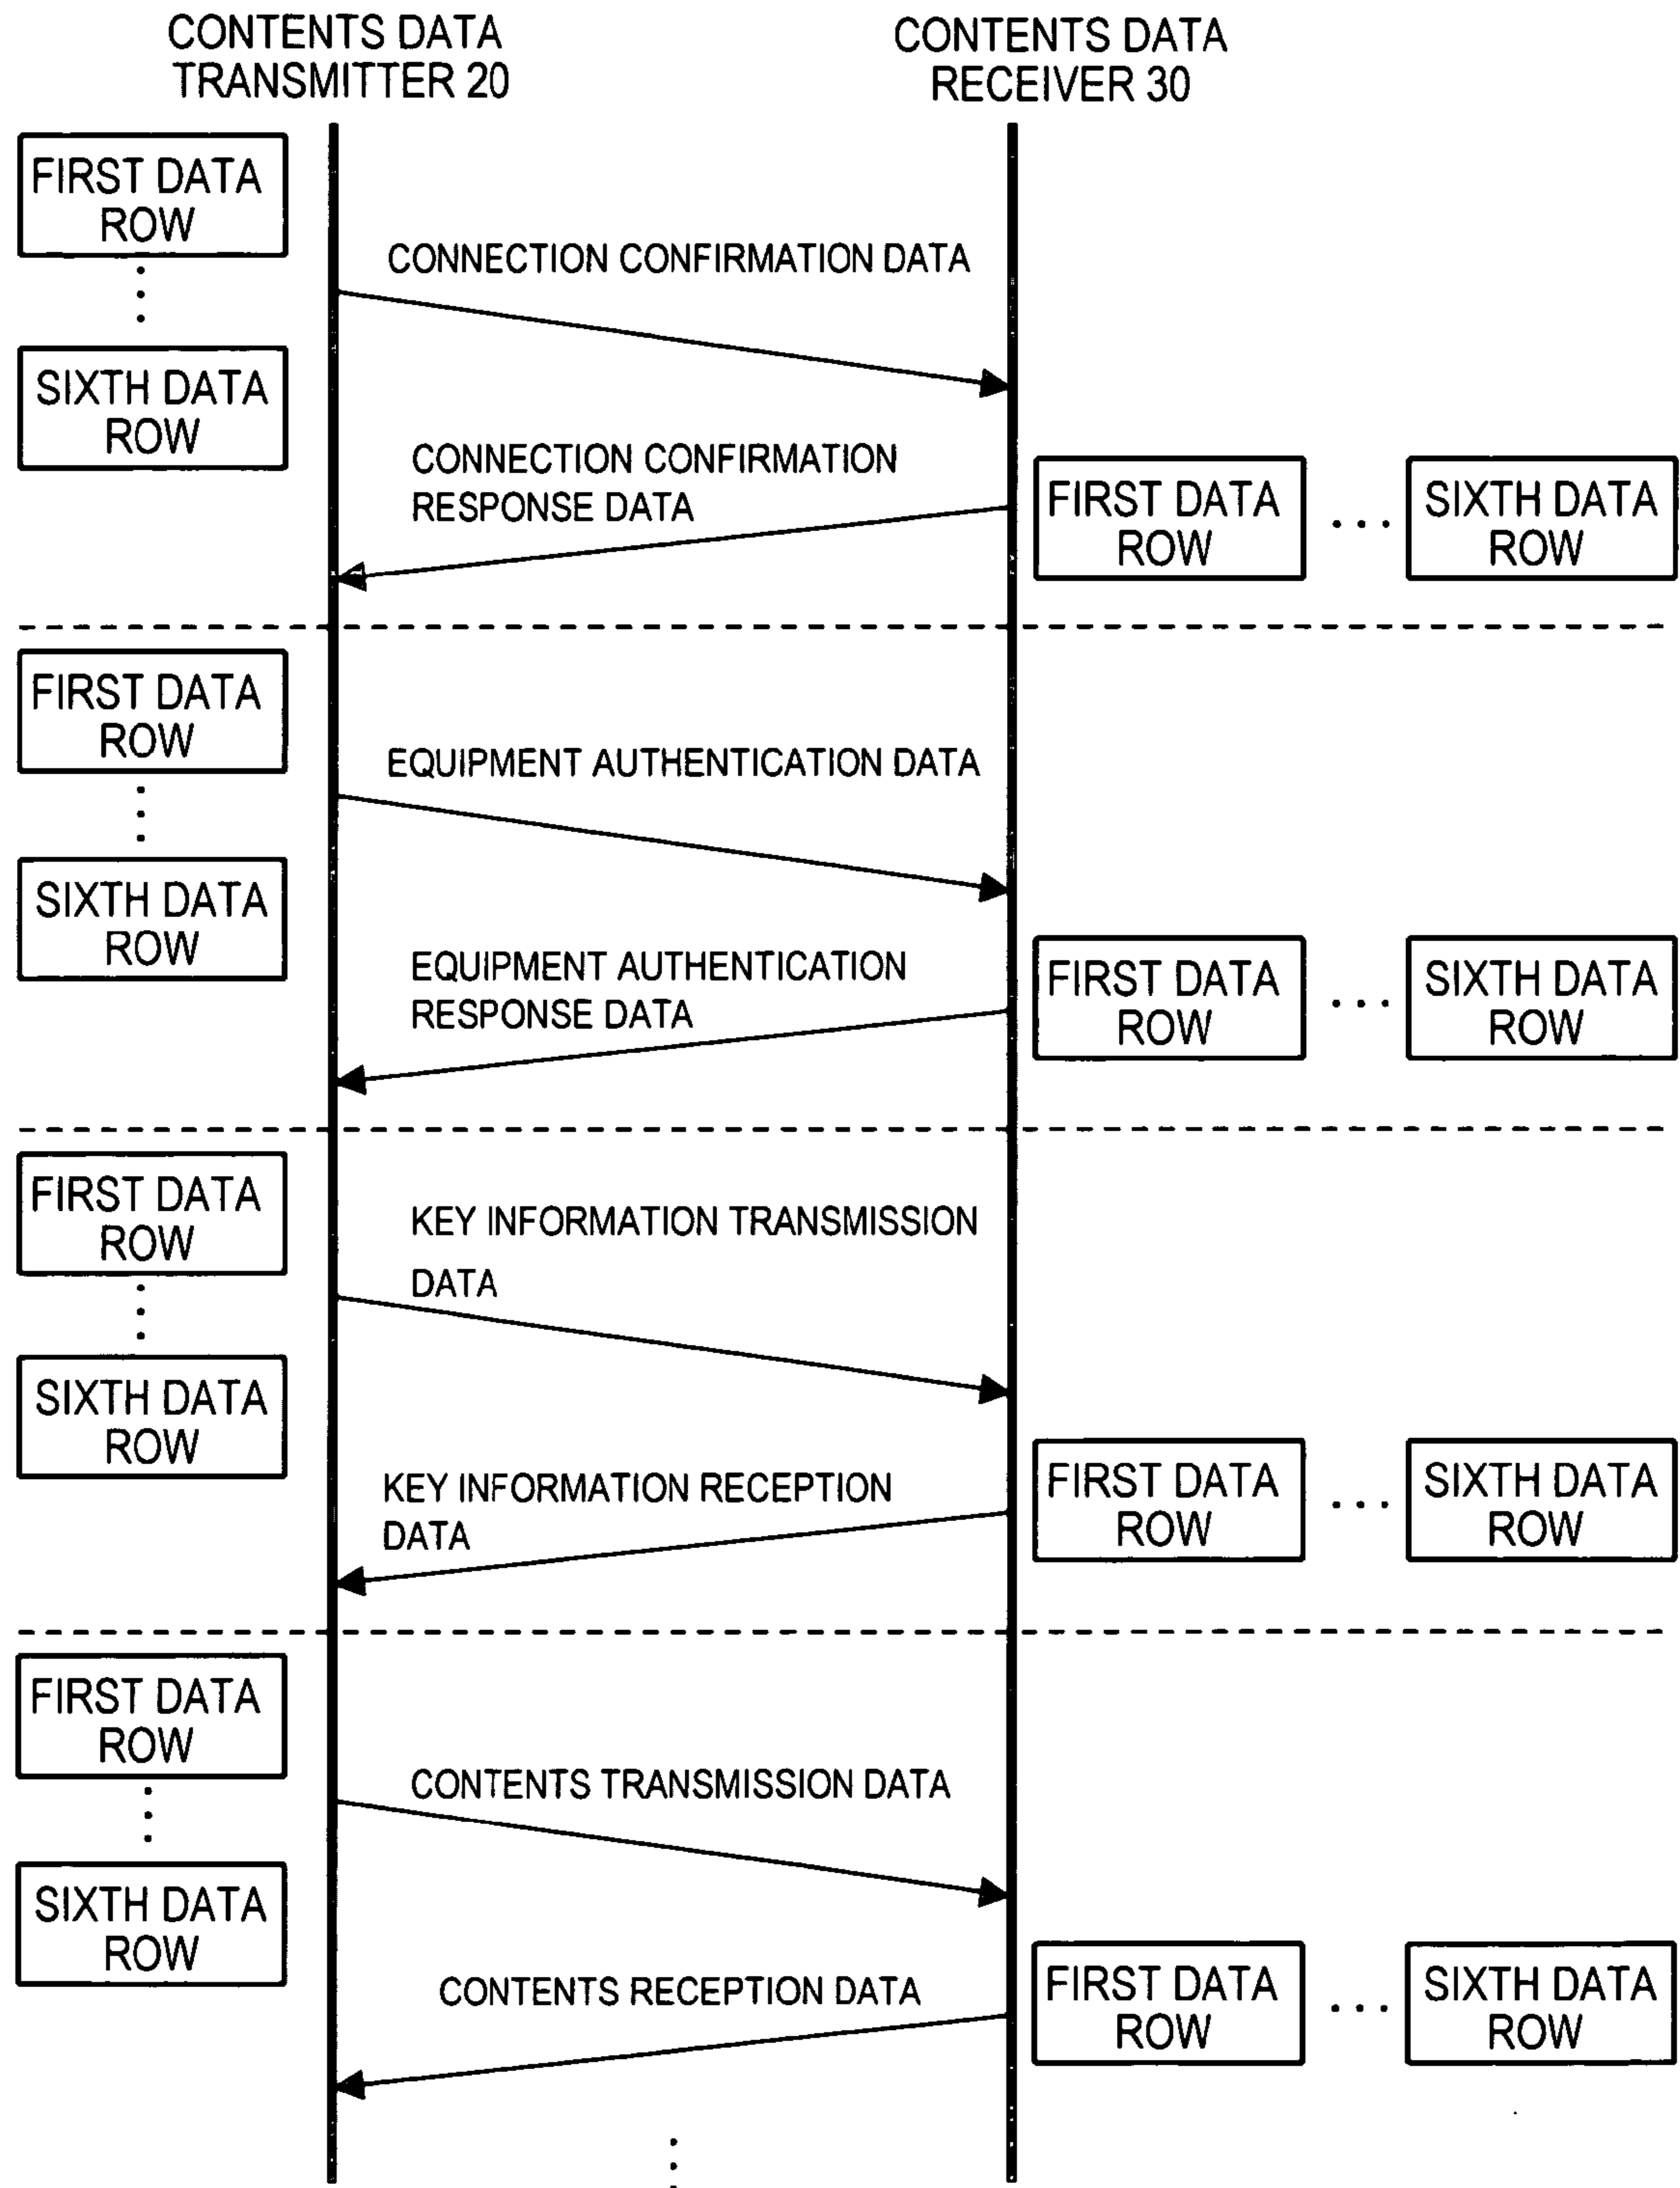 CONTENTS DATA
TRANSMITTER 20
CONTENTS DATA
RECEIVER 30
FIRST DATA
ROW
CONNECTION CONFIRMATION DATA
SIXTH DATA
ROW
CONNECTION CONFIRMATION
RESPONSE DATA
FIRST DATA
ROW
SIXTH DATA
ROW
FIRST DATA
ROW
EQUIPMENT AUTHENTICATION DATA
SIXTH DATA
ROW
EQUIPMENT AUTHENTICATION
RESPONSE DATA
FIRST DATA
ROW
SIXTH DATA
ROW
FIRST DATA
ROW
KEY INFORMATION TRANSMISSION
DATA
SIXTH DATA
ROW
KEY INFORMATION RECEPTION
DATA
FIRST DATA
ROW
SIXTH DATA
ROW
FIRST DATA
ROW
CONTENTS TRANSMISSION DATA
SIXTH DATA
ROW
CONTENTS RECEPTION DATA
FIRST DATA
ROW
SIXTH DATA
ROW